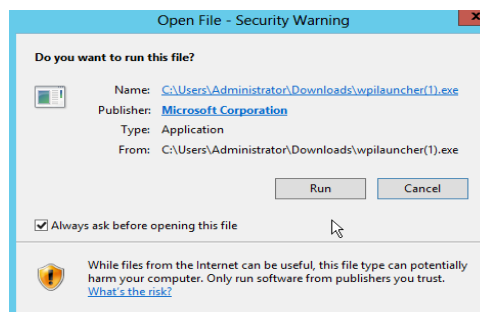 Open File - Security Warning
Do you want to run this file?
Name: C:\Users\Administrator\Downloads\wpilauncher(1).exe
Publisher: Microsoft Corporation
Type: Application
From: C:\Users\Administrator\Downloads\wpilauncher(1).exe
Run Cancel
Always ask before opening this file
While files from the Internet can be useful, this file type can potentially
harm your computer. Only run software from publishers you trust.
What's the risk?